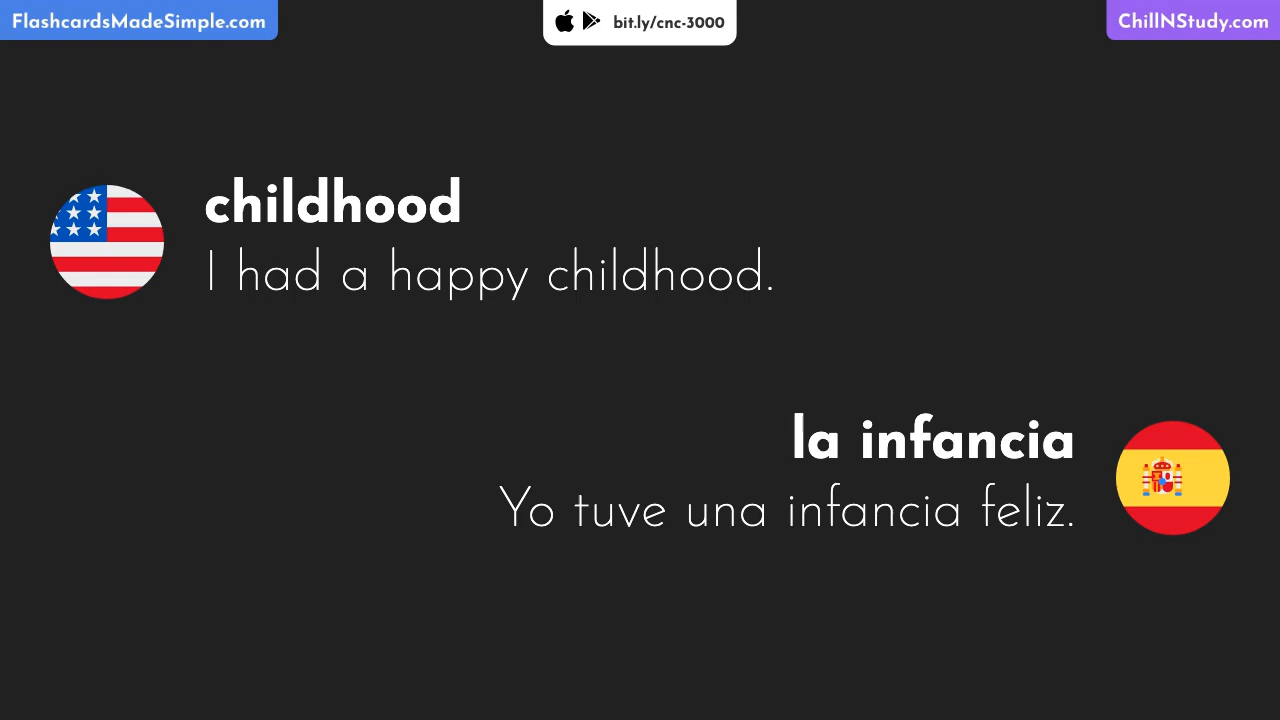 FlashcardsMadeSimple.com
bit.ly/cnc-3000
ChillNStudy.com
childhood
I had a happy childhood.
la infancia
Yo tuve una infancia feliz.